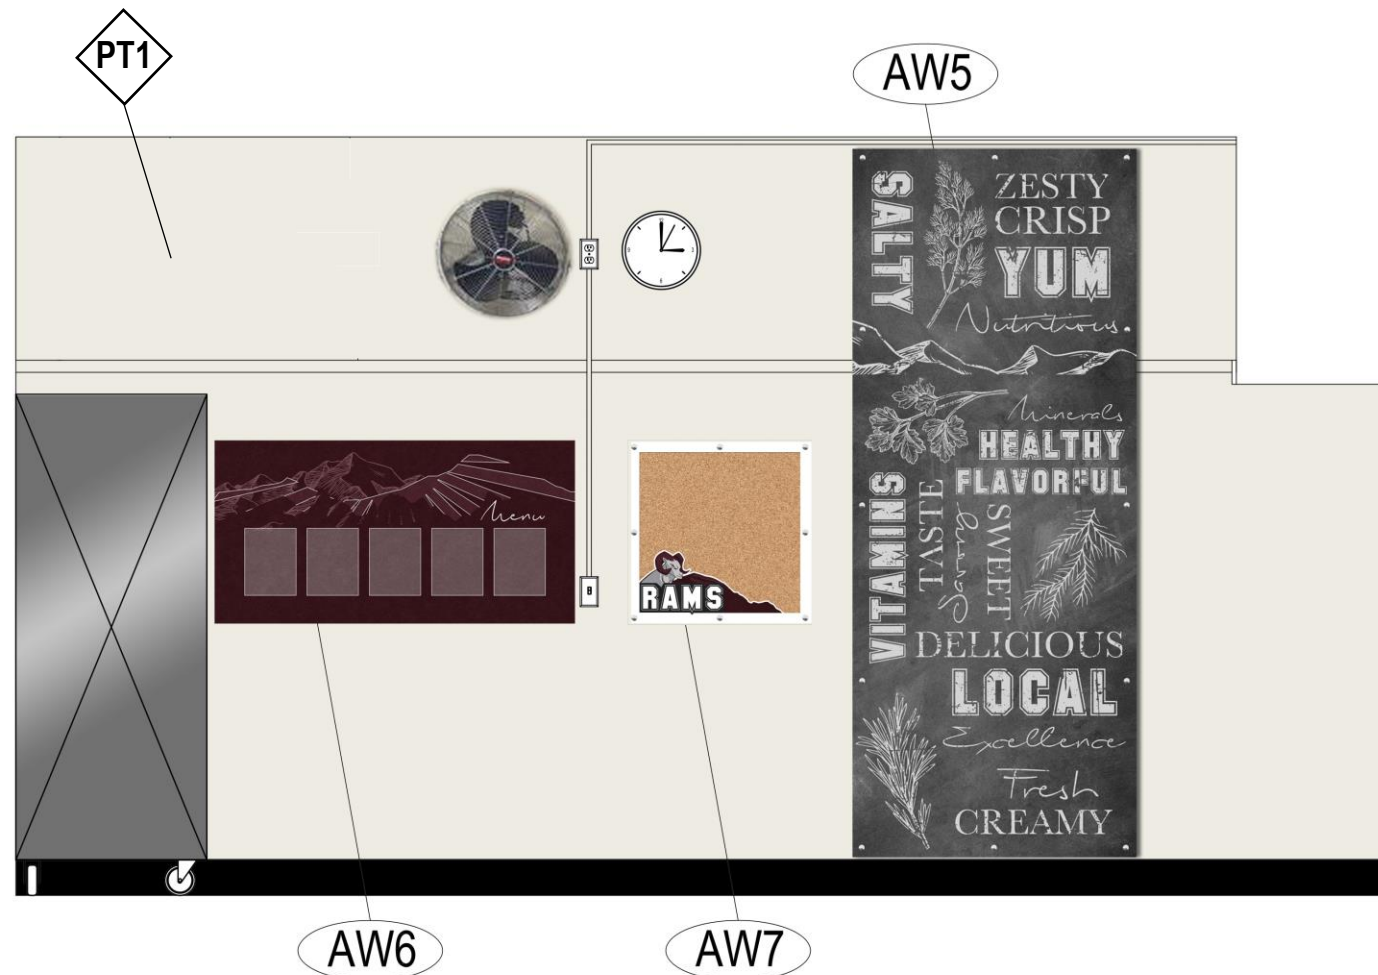 PT1
AW5
SALTY
ZESTY
CRISP
YUM
Nutritious
Minerals
HEALTHY
FLAVORFUL
VITAMINS
TASTE
Savory
SWEET
Menu
RAMS
DELICIOUS
LOCAL
Excellence
Fresh
CREAMY
AW6
AW7